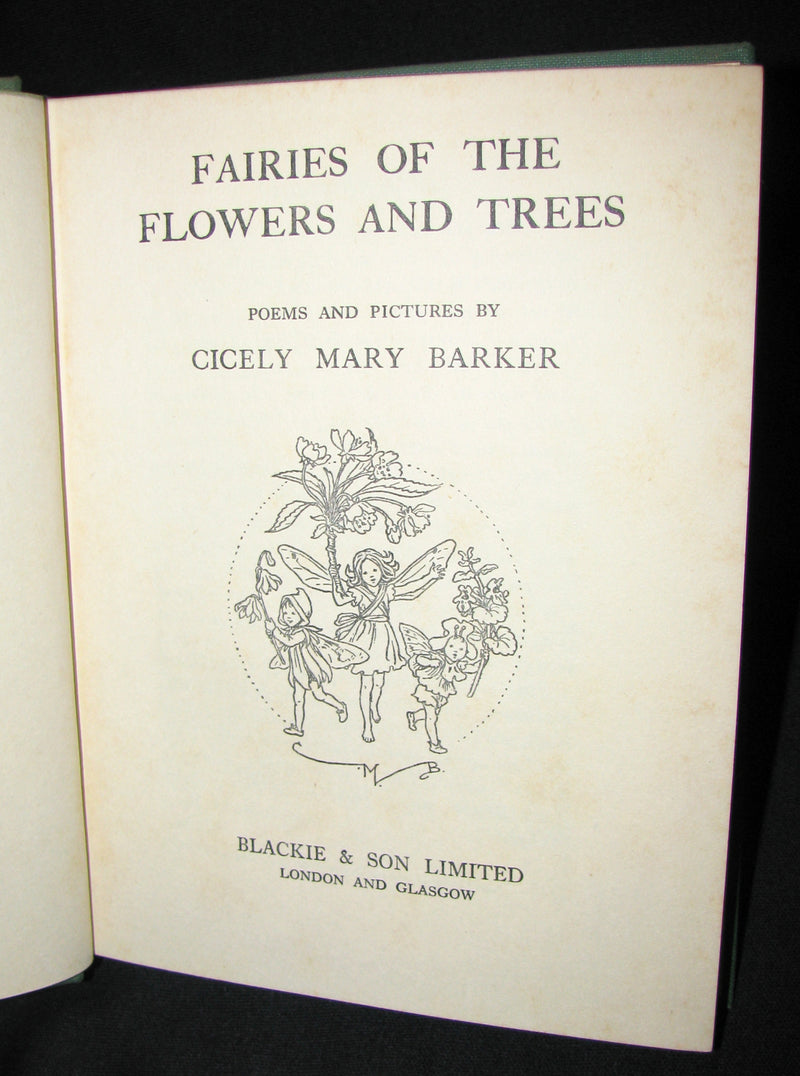 FAIRIES OF THE
FLOWERS AND TREES
POEMS AND PICTURES BY
CICELY MARY BARKER
C.M.B.
BLACKIE & SON LIMITED
LONDON AND GLASGOW